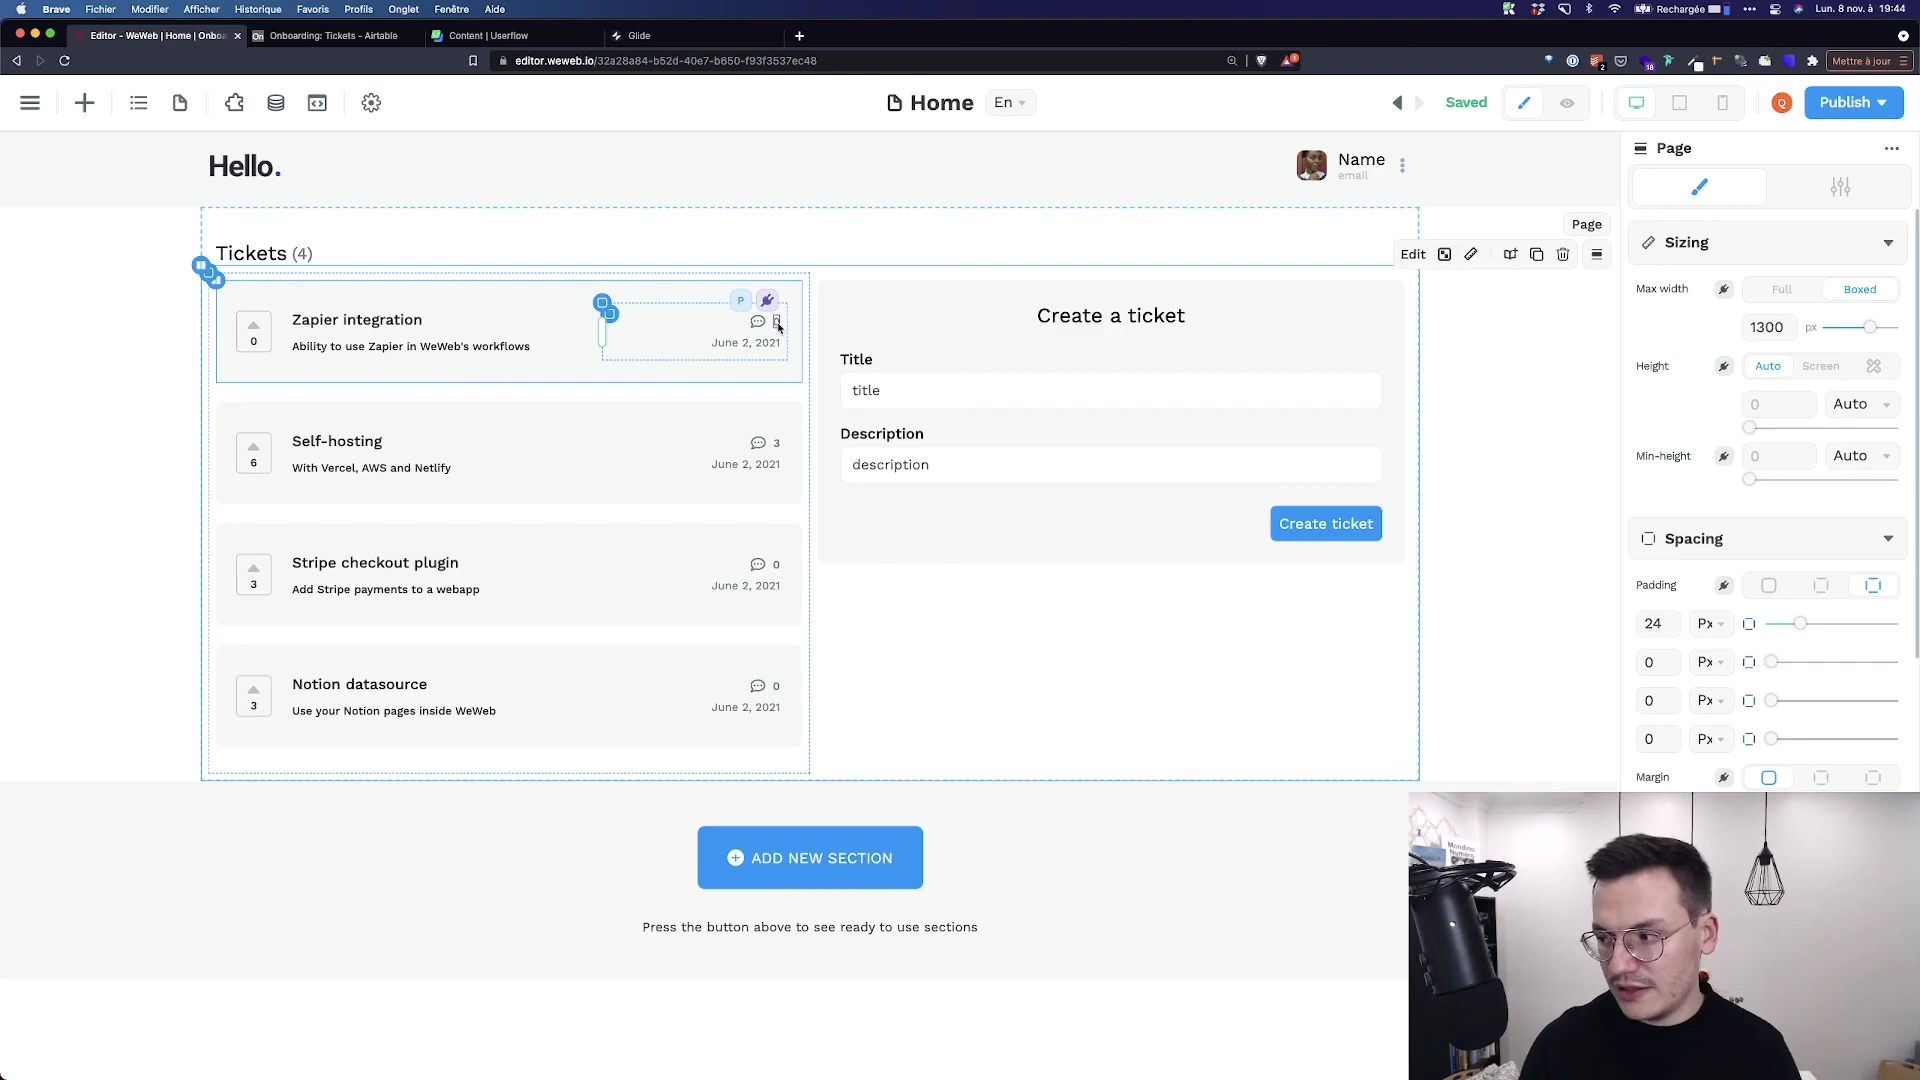 Brave Fichier Modifier Afficher Historique Favoris Profils Onglet Fenêtre Aide Rechargée Lun. 8 nov. à 19:44
Editor - WeWeb | Home | Onbo Onboarding: Tickets - Airtable Content | Userflow Glide
editor.weweb.io/32a28a84-b52d-40e7-b650-f93f3537ec48 Mettre à jour
Home En Saved Q Publish
Hello.
Name
email
Page
Tickets (4)
Page
Edit
P
Zapier integration
0
Ability to use Zapier in WeWeb's workflows
June 2, 2021
Self-hosting
3
6
With Vercel, AWS and Netlify
June 2, 2021
Stripe checkout plugin
0
3
Add Stripe payments to a webapp
June 2, 2021
Notion datasource
0
3
Use your Notion pages inside WeWeb
June 2, 2021
Create a ticket
Title
title
Description
description
Create ticket
Sizing
Max width Full Boxed
1300 px
Height Auto Screen
0 Auto
Min-height 0 Auto
Spacing
Padding
24 Px
0 Px
0 Px
0 Px
Margin
ADD NEW SECTION
Press the button above to see ready to use sections